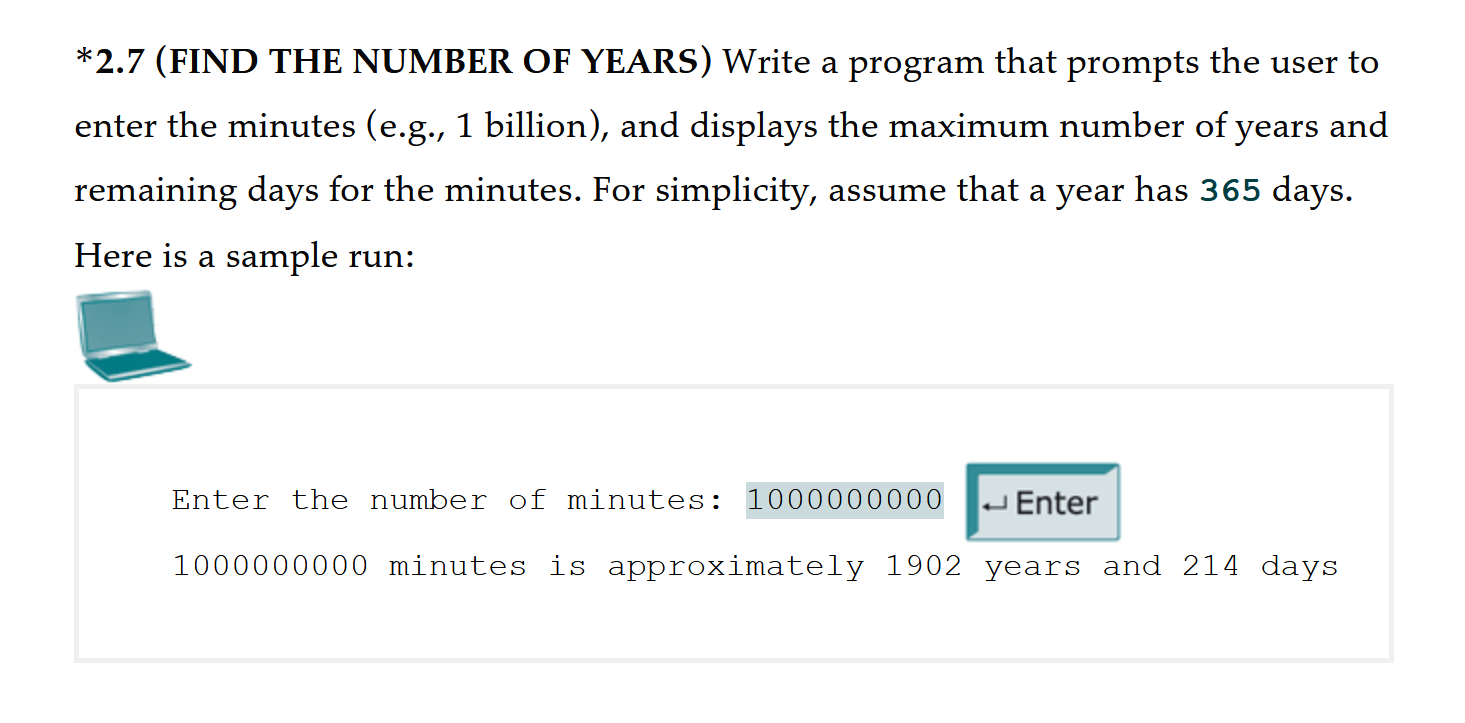 *2.7 (FIND THE NUMBER OF YEARS) Write a program that prompts the user to
enter the minutes (e.g., 1 billion), and displays the maximum number of years and
remaining days for the minutes. For simplicity, assume that a year has 365 days.
Here is a sample run:
Enter the number of minutes: 1000000000 ↵ Enter
1000000000 minutes is approximately 1902 years and 214 days